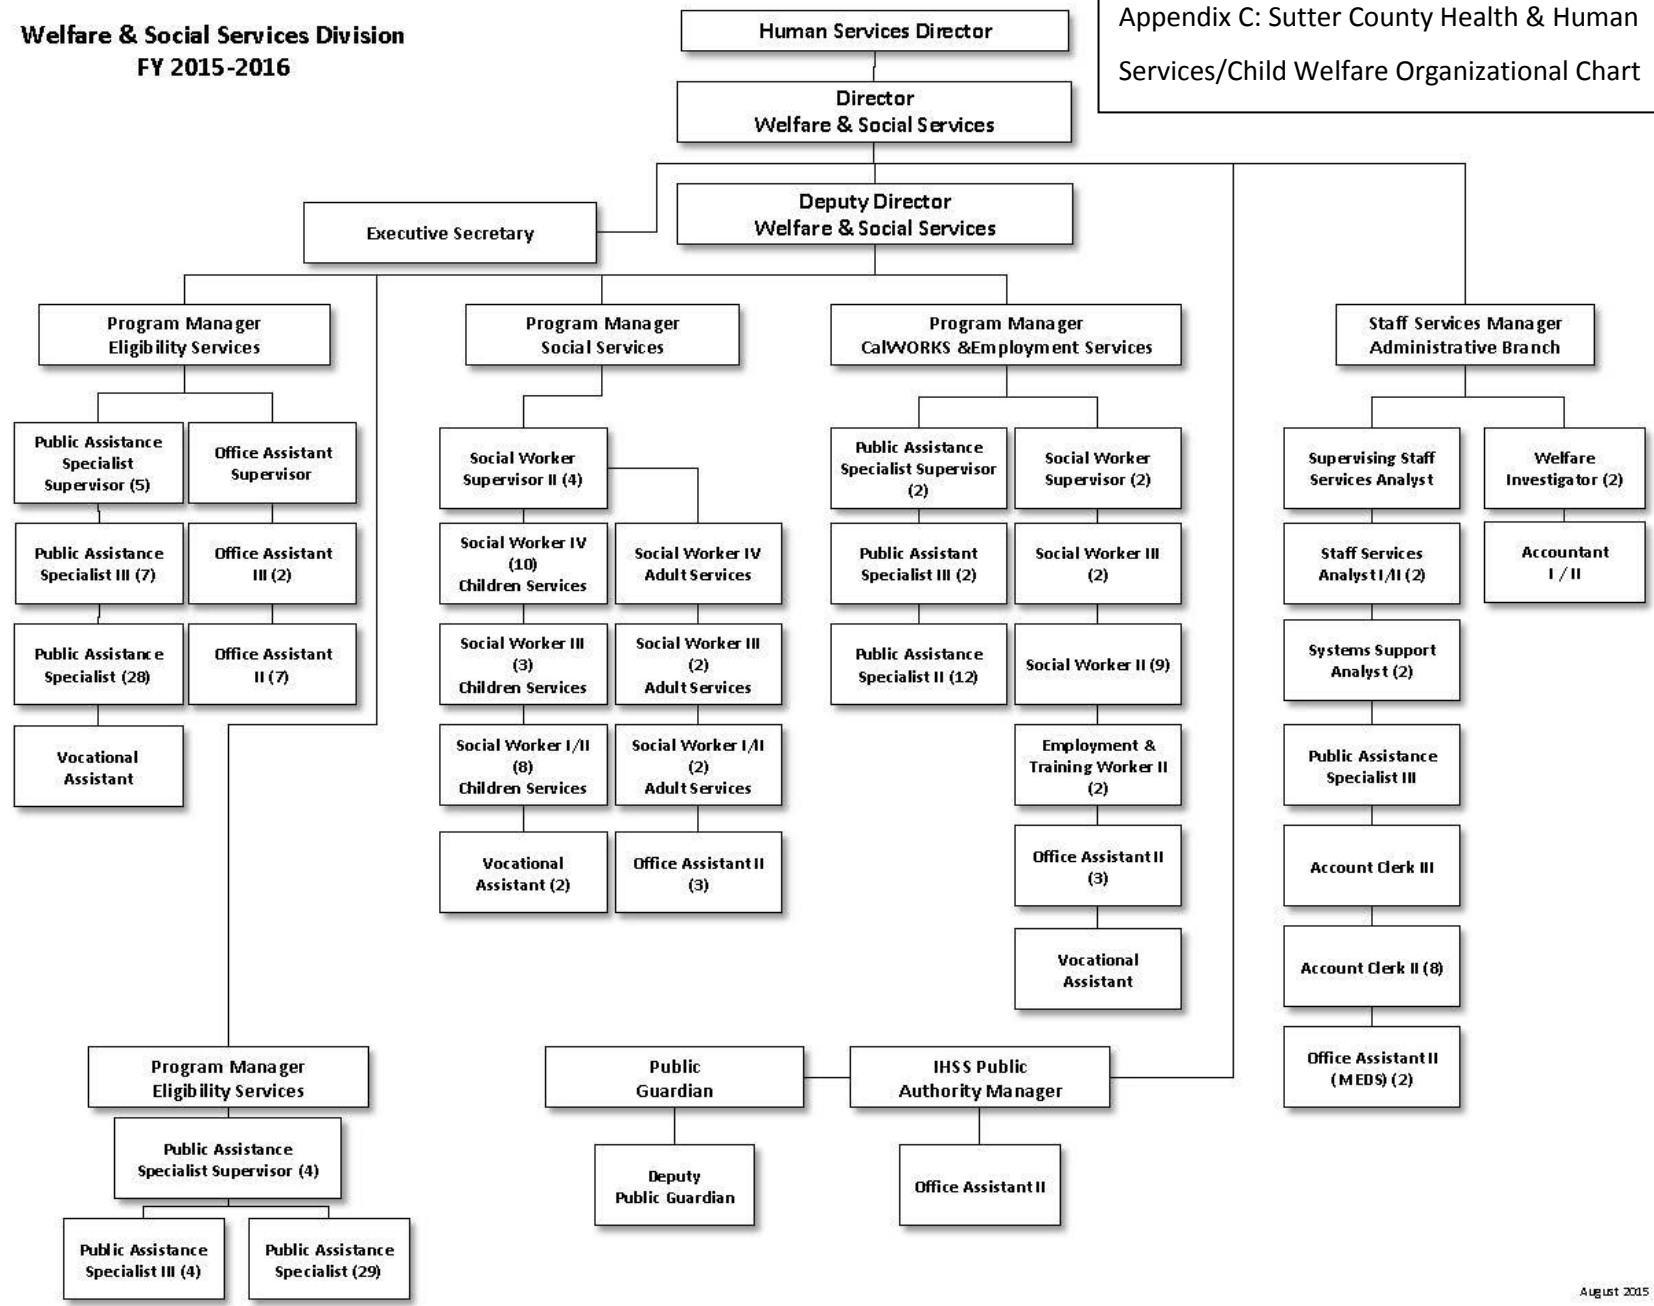 Welfare & Social Services Division
FY 2015-2016
Human Services Director
Appendix C: Sutter County Health & Human
Services/Child Welfare Organizational Chart
Director
Welfare & Social Services
Deputy Director
Welfare & Social Services
Executive Secretary
Program Manager
Eligibility Services
Program Manager
Social Services
Program Manager
CalWORKS &Employment Services
Staff Services Manager
Administrative Branch
Public Assistance
Specialist
Supervisor (5)
Office Assistant
Supervisor
Public Assistance
Specialist III (7)
Office Assistant
III (2)
Public Assistance
Specialist (28)
Office Assistant
II (7)
Vocational
Assistant
Social Worker
Supervisor II (4)
Social Worker IV
(10)
Children Services
Social Worker IV
Adult Services
Social Worker III
(3)
Children Services
Social Worker III
(2)
Adult Services
Social Worker I/II
(8)
Children Services
Social Worker I/II
(2)
Adult Services
Vocational
Assistant (2)
Office Assistant II
(3)
Public Assistance
Specialist Supervisor
(2)
Social Worker
Supervisor (2)
Public Assistant
Specialist III (2)
Social Worker III
(2)
Public Assistance
Specialist II (12)
Social Worker II (9)
Employment &
Training Worker II
(2)
Office Assistant II
(3)
Vocational
Assistant
Supervising Staff
Services Analyst
Welfare
Investigator (2)
Staff Services
Analyst I/II (2)
Accountant
I / II
Systems Support
Analyst (2)
Public Assistance
Specialist III
Account Clerk III
Account Clerk II (8)
Office Assistant II
(MEDS) (2)
Program Manager
Eligibility Services
Public Assistance
Specialist Supervisor (4)
Public Assistance
Specialist III (4)
Public Assistance
Specialist (29)
Public
Guardian
IHSS Public
Authority Manager
Deputy
Public Guardian
Office Assistant II
August 2015